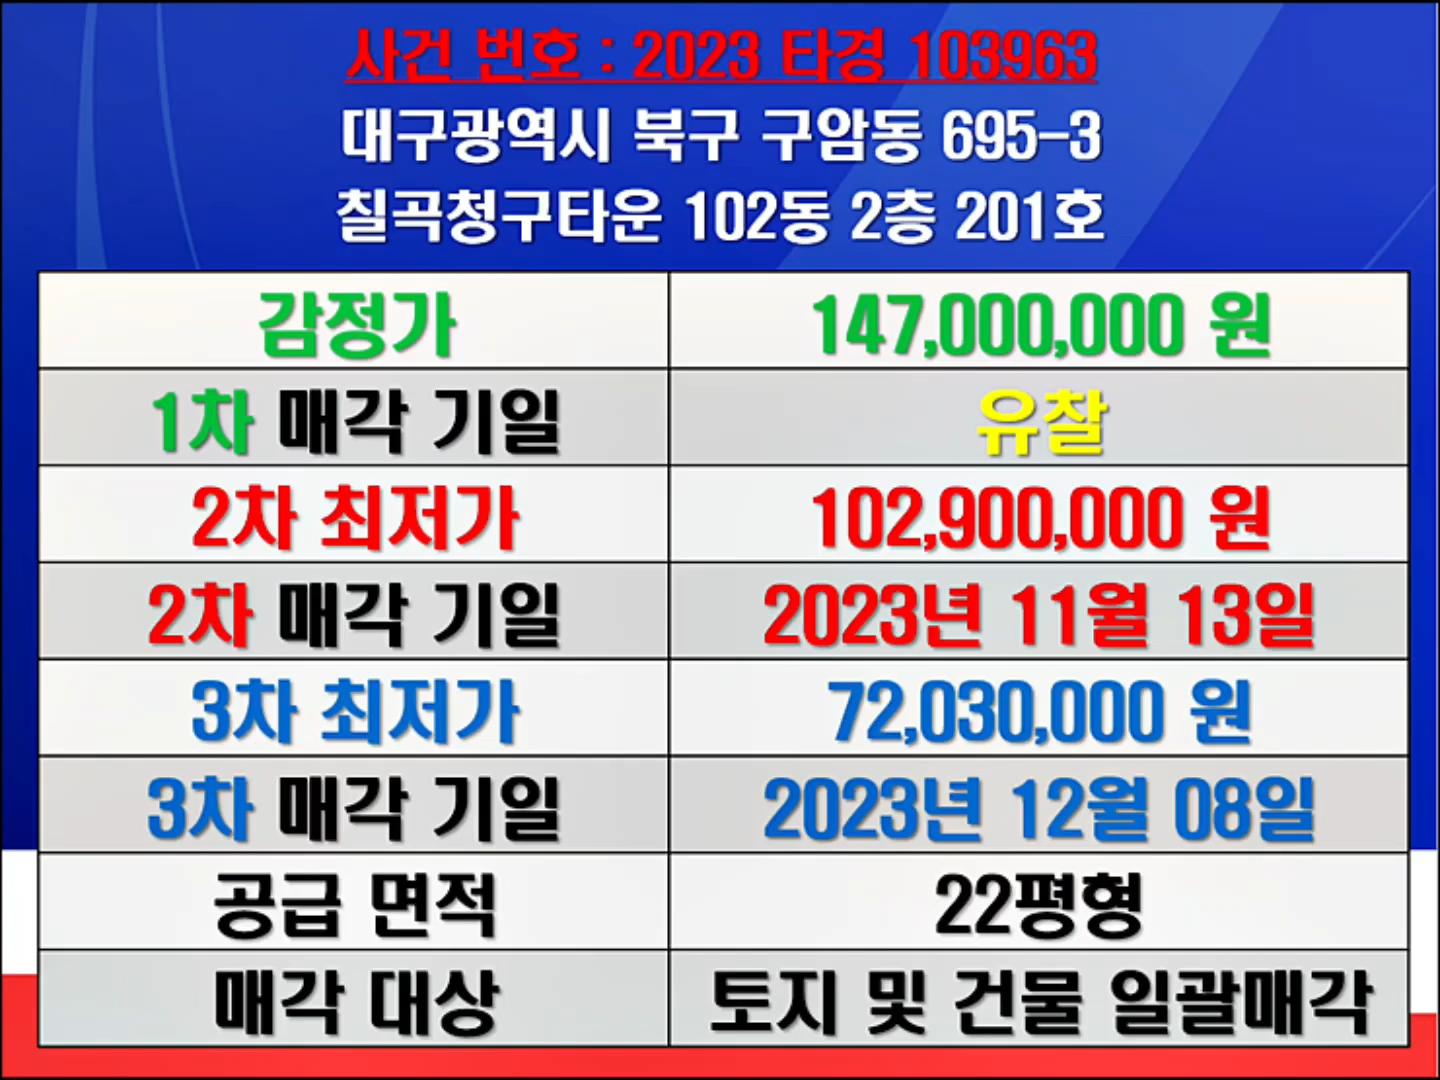 사건 번호 : 2023 타경 103963
대구광역시 북구 구암동 695-3
칠곡청구타운 102동 2층 201호
감정가 147,000,000 원
1차 매각 기일 유찰
2차 최저가 102,900,000 원
2차 매각 기일 2023년 11월 13일
3차 최저가 72,030,000 원
3차 매각 기일 2023년 12월 08일
공급 면적 22평형
매각 대상 토지 및 건물 일괄매각